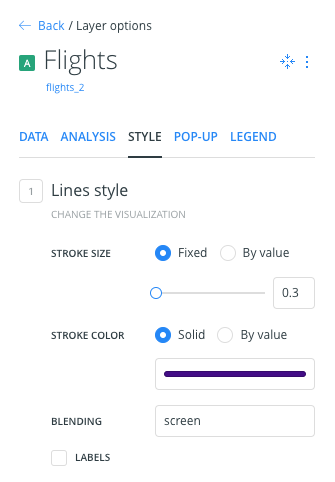 ← Back / Layer options
A Flights
flights_2
DATA ANALYSIS STYLE POP-UP LEGEND
1 Lines style
CHANGE THE VISUALIZATION
STROKE SIZE Fixed By value
0.3
STROKE COLOR Solid By value
BLENDING screen
LABELS